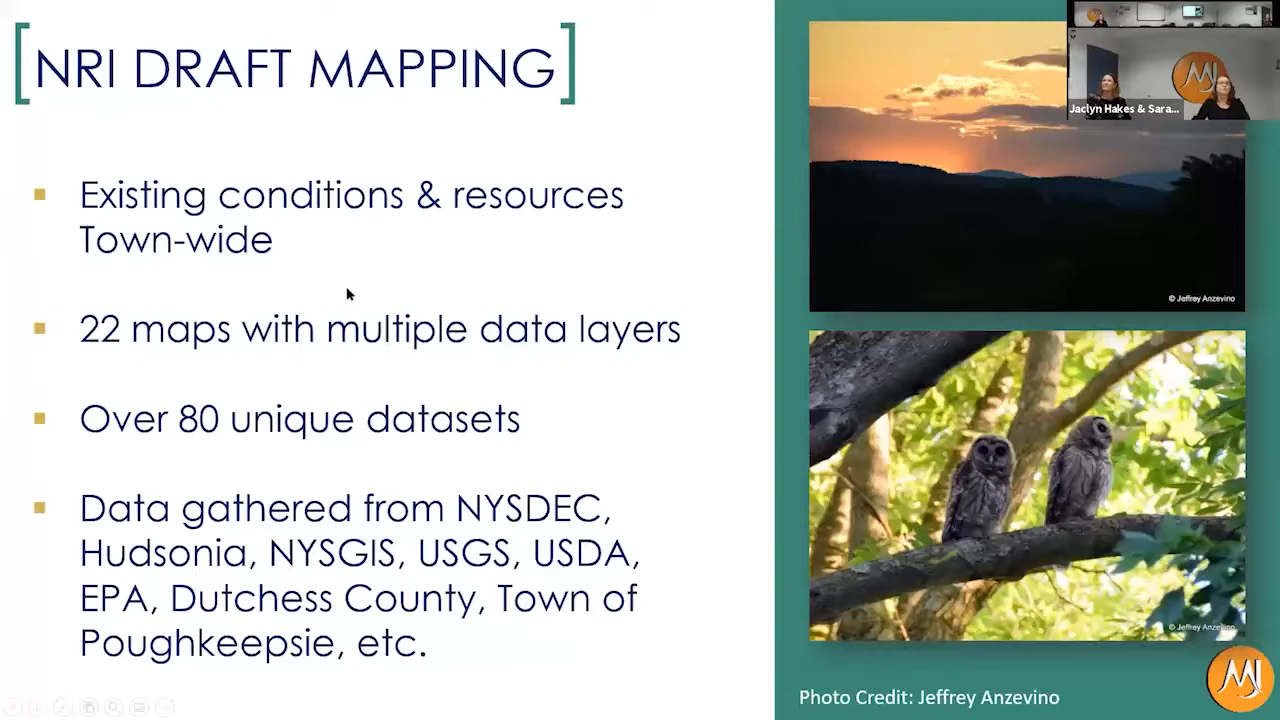 [NRI DRAFT MAPPING]
Existing conditions & resources
Town-wide
22 maps with multiple data layers
Over 80 unique datasets
Data gathered from NYSDEC,
Hudsonia, NYSGIS, USGS, USDA,
EPA, Dutchess County, Town of
Poughkeepsie, etc.
MJ
Jaclyn Hakes & Sara...
© Jeffrey Anzevino
© Jeffrey Anzevino
Photo Credit: Jeffrey Anzevino
MJ